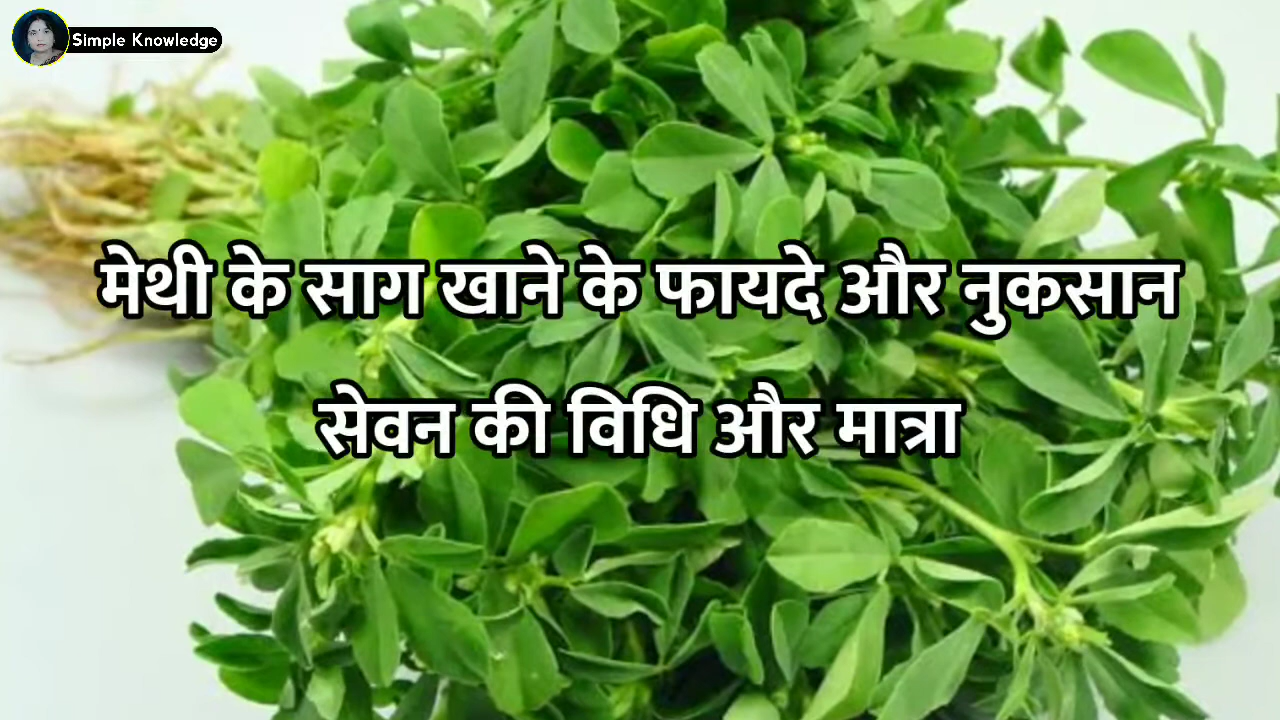 Simple Knowledge
मेथी के साग खाने के फायदे और नुकसान
सेवन की विधि और मात्रा